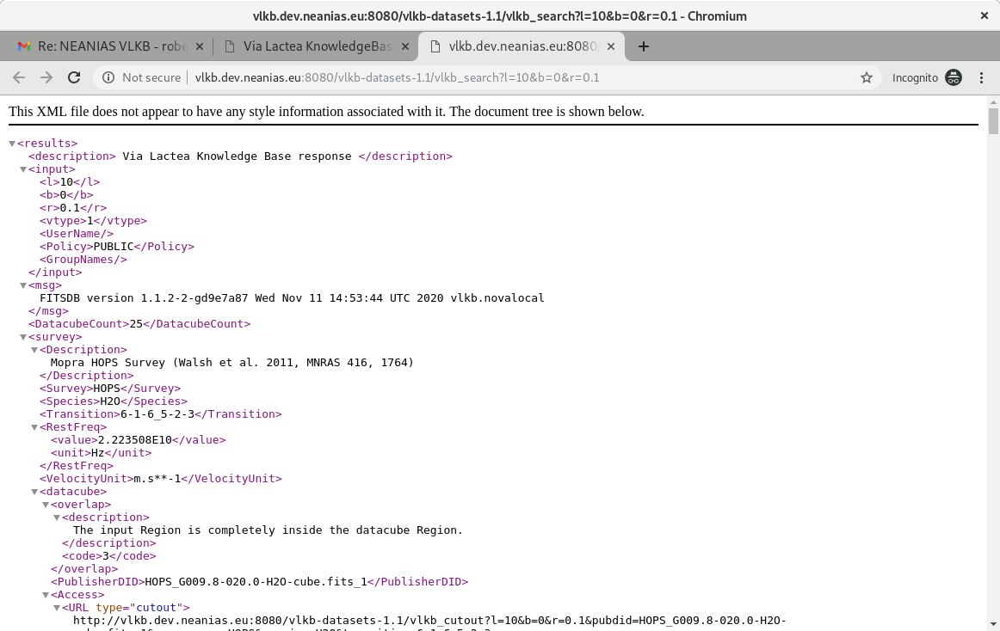 vlkb.dev.neanias.eu:8080/vlkb-datasets-1.1/vlkb_search?l=10&b=0&r=0.1 - Chromium
Re: NEANIAS VLKB - robe
Via Lactea KnowledgeBas
vlkb.dev.neanias.eu:8080/
Not secure vlkb.dev.neanias.eu:8080/vlkb-datasets-1.1/vlkb_search?l=10&b=0&r=0.1 Incognito
This XML file does not appear to have any style information associated with it. The document tree is shown below.
<results>
<description> Via Lactea Knowledge Base response </description>
<input>
<l>10</l>
<b>0</b>
<r>0.1</r>
<vtype>1</vtype>
<UserName/>
<Policy>PUBLIC</Policy>
<GroupNames/>
</input>
<msg>
FITSDB version 1.1.2-2-gd9e7a87 Wed Nov 11 14:53:44 UTC 2020 vlkb.novalocal
</msg>
<DatacubeCount>25</DatacubeCount>
<survey>
<Description>
Mopra HOPS Survey (Walsh et al. 2011, MNRAS 416, 1764)
</Description>
<Survey>HOPS</Survey>
<Species>H2O</Species>
<Transition>6-1-6_5-2-3</Transition>
<RestFreq>
<value>2.223508E10</value>
<unit>Hz</unit>
</RestFreq>
<VelocityUnit>m.s**-1</VelocityUnit>
<datacube>
<overlap>
<description>
The input Region is completely inside the datacube Region.
</description>
<code>3</code>
</overlap>
<PublisherDID>HOPS_G009.8-020.0-H2O-cube.fits_1</PublisherDID>
<Access>
<URL type="cutout">
http://vlkb.dev.neanias.eu:8080/vlkb-datasets-1.1/vlkb_cutout?l=10&b=0&r=0.1&pubdid=HOPS_G009.8-020.0-H2O-